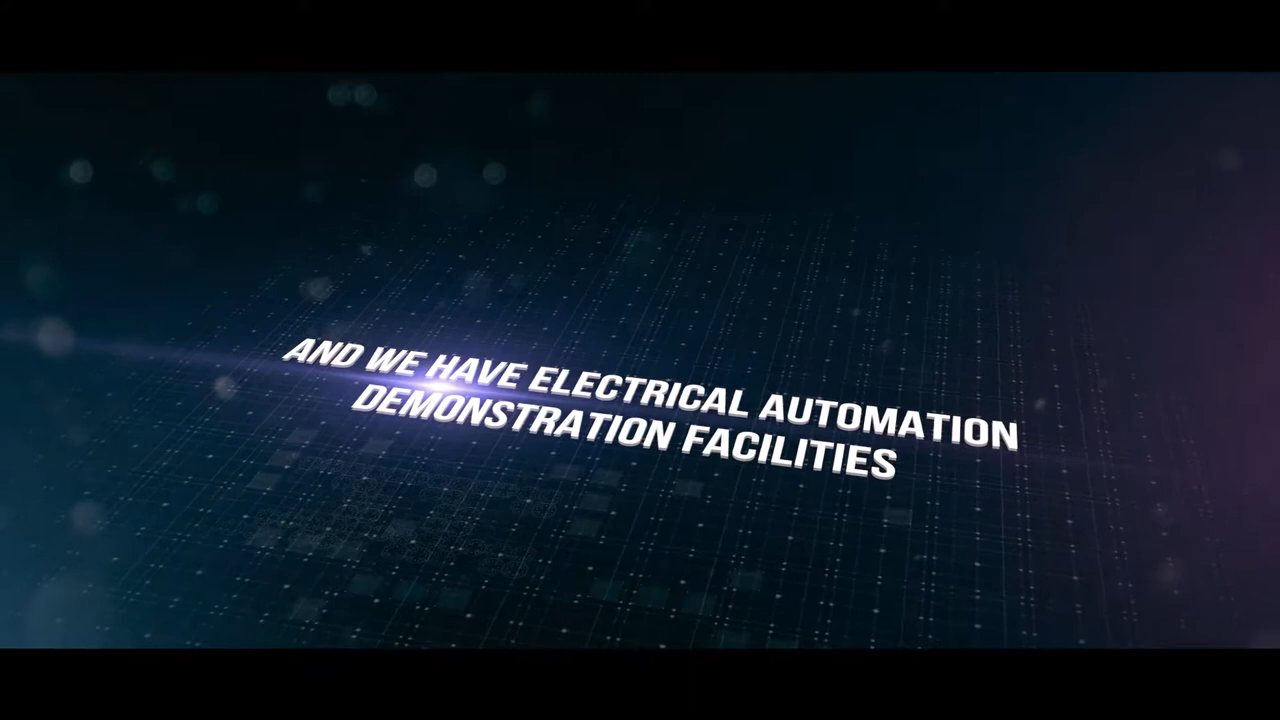 AND WE HAVE ELECTRICAL AUTOMATION
DEMONSTRATION FACILITIES